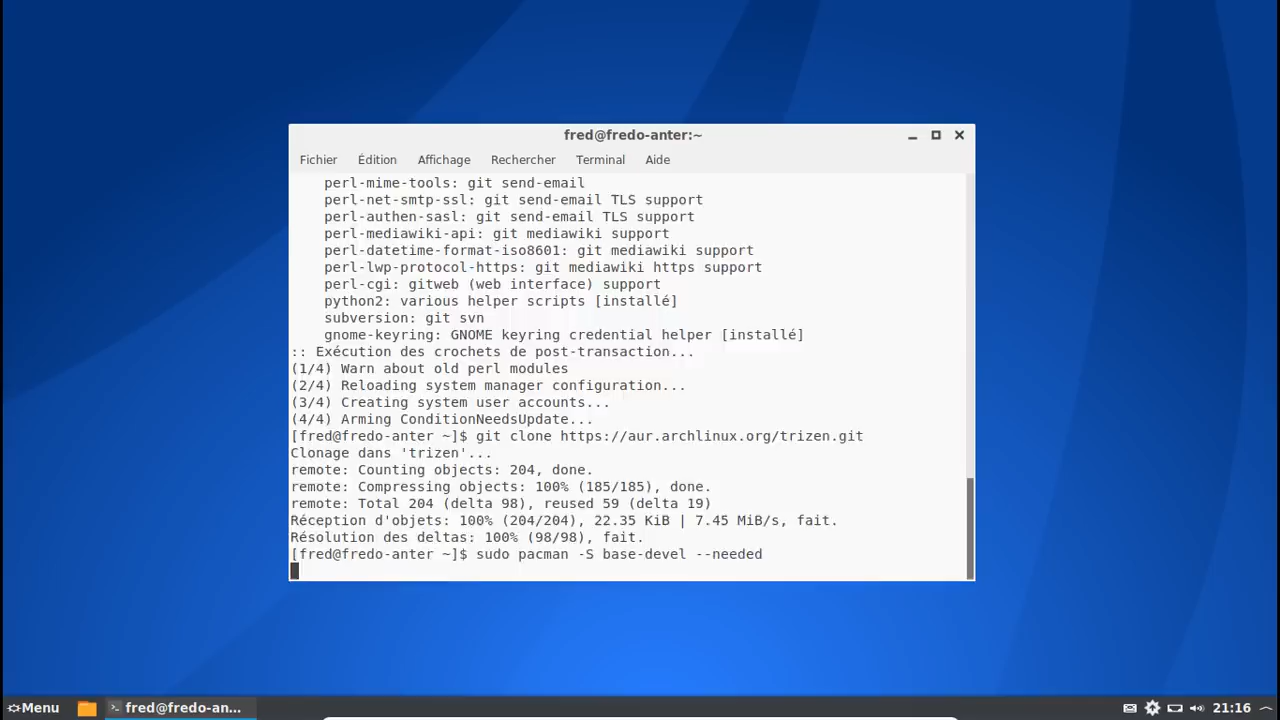 fred@fredo-anter:~
Fichier Édition Affichage Rechercher Terminal Aide
perl-mime-tools: git send-email
perl-net-smtp-ssl: git send-email TLS support
perl-authen-sasl: git send-email TLS support
perl-mediawiki-api: git mediawiki support
perl-datetime-format-iso8601: git mediawiki support
perl-lwp-protocol-https: git mediawiki https support
perl-cgi: gitweb (web interface) support
python2: various helper scripts [installé]
subversion: git svn
gnome-keyring: GNOME keyring credential helper [installé]
:: Exécution des crochets de post-transaction...
(1/4) Warn about old perl modules
(2/4) Reloading system manager configuration...
(3/4) Creating system user accounts...
(4/4) Arming ConditionNeedsUpdate...
[fred@fredo-anter ~]$ git clone https://aur.archlinux.org/trizen.git
Clonage dans 'trizen'...
remote: Counting objects: 204, done.
remote: Compressing objects: 100% (185/185), done.
remote: Total 204 (delta 98), reused 59 (delta 19)
Réception d'objets: 100% (204/204), 22.35 KiB | 7.45 MiB/s, fait.
Résolution des deltas: 100% (98/98), fait.
[fred@fredo-anter ~]$ sudo pacman -S base-devel --needed
Menu fred@fredo-an... 21:16